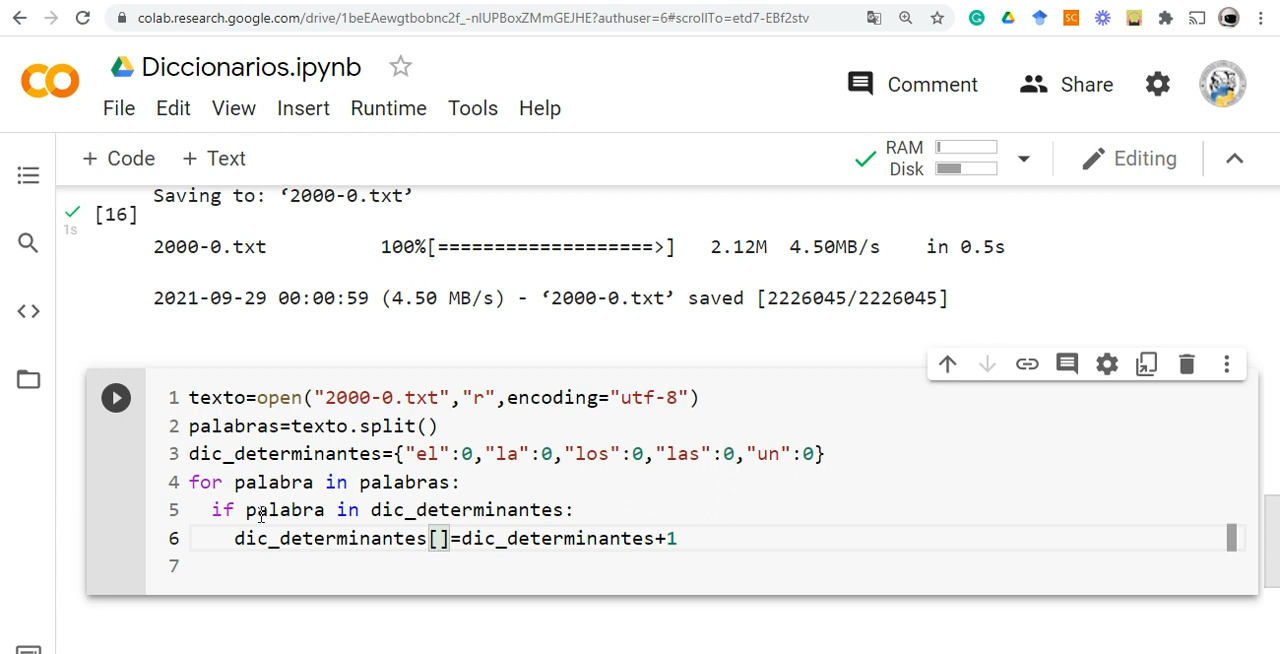 colab.research.google.com/drive/1beEAewgtbobnc2f_-nlUPBoxZMmGEJHE?authuser=6#scrollTo=etd7-EBf2stv
SC
Diccionarios.ipynb
Comment
Share
File Edit View Insert Runtime Tools Help
+ Code + Text
RAM
Disk
Editing
Saving to: ‘2000-0.txt’
[16]
1s
2000-0.txt 100%[===================>] 2.12M 4.50MB/s in 0.5s
2021-09-29 00:00:59 (4.50 MB/s) - ‘2000-0.txt’ saved [2226045/2226045]
1 texto=open("2000-0.txt","r",encoding="utf-8")
2 palabras=texto.split()
3 dic_determinantes={"el":0,"la":0,"los":0,"las":0,"un":0}
4 for palabra in palabras:
5 if palabra in dic_determinantes:
6 dic_determinantes[]=dic_determinantes+1
7